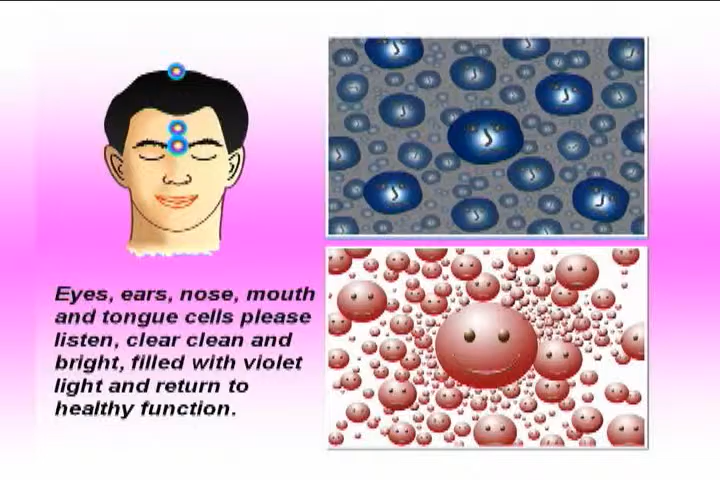 Eyes, ears, nose, mouth
and tongue cells please
listen, clear clean and
bright, filled with violet
light and return to
healthy function.